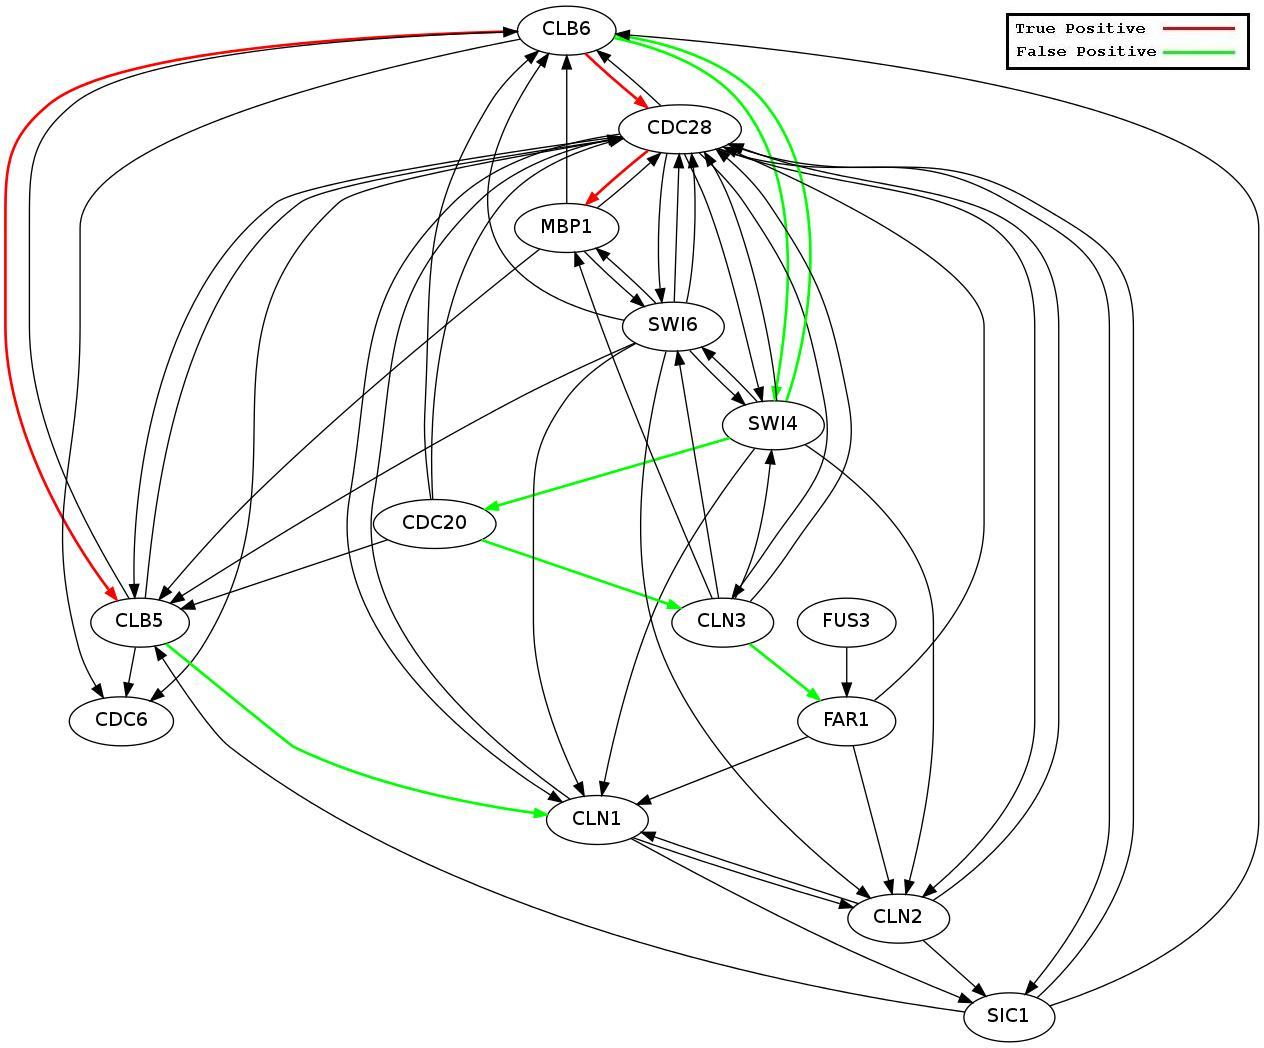 CLB6
True Positive
False Positive
CDC28
MBP1
SWI6
SWI4
CDC20
CLB5
CLN3
FUS3
CDC6
FAR1
CLN1
CLN2
SIC1